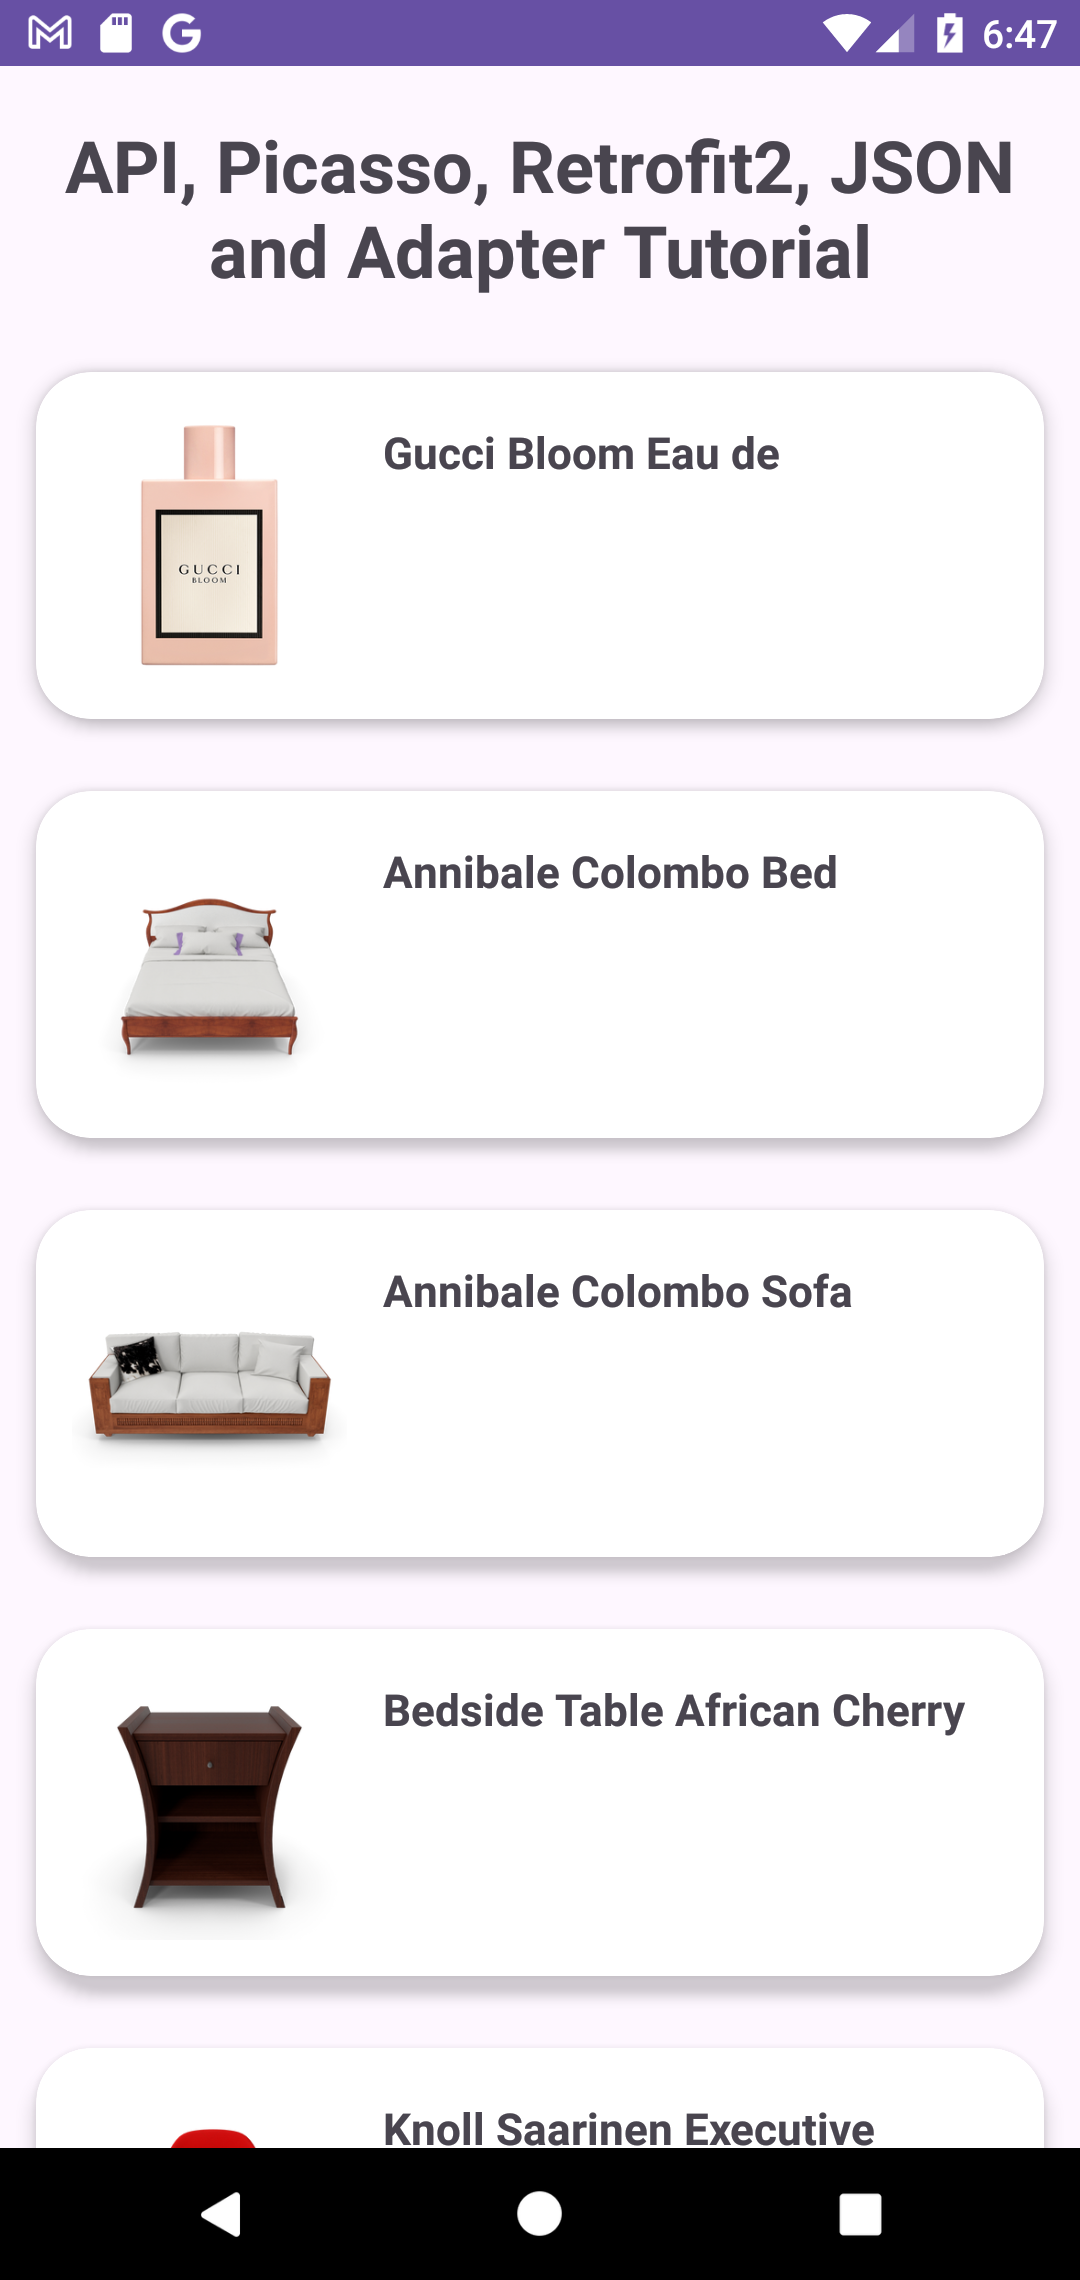 6:47
API, Picasso, Retrofit2, JSON
and Adapter Tutorial
Gucci Bloom Eau de
GUCCI
BLOOM
Annibale Colombo Bed
Annibale Colombo Sofa
Bedside Table African Cherry
Knoll Saarinen Executive